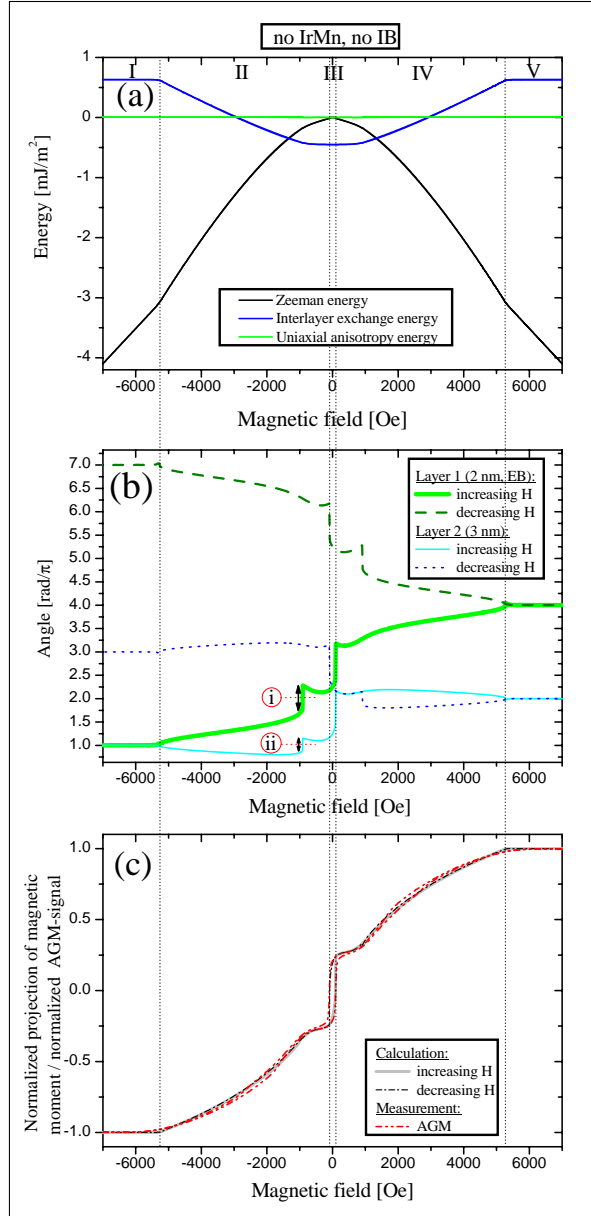 no IrMn, no IB
I II III IV V
(a)
1
0
-1
-2
-3
-4
Energy [mJ/m²]
Zeeman energy
Interlayer exchange energy
Uniaxial anisotropy energy
-6000 -4000 -2000 0 2000 4000 6000
Magnetic field [Oe]
(b)
7.0
6.5
6.0
5.5
5.0
4.5
4.0
3.5
3.0
2.5
2.0
1.5
1.0
Angle [rad/π]
Layer 1 (2 nm, EB):
increasing H
decreasing H
Layer 2 (3 nm):
increasing H
decreasing H
i
ii
-6000 -4000 -2000 0 2000 4000 6000
Magnetic field [Oe]
(c)
1.0
0.5
0.0
-0.5
-1.0
Normalized projection of magnetic
moment / normalized AGM-signal
Calculation:
increasing H
decreasing H
Measurement:
AGM
-6000 -4000 -2000 0 2000 4000 6000
Magnetic field [Oe]